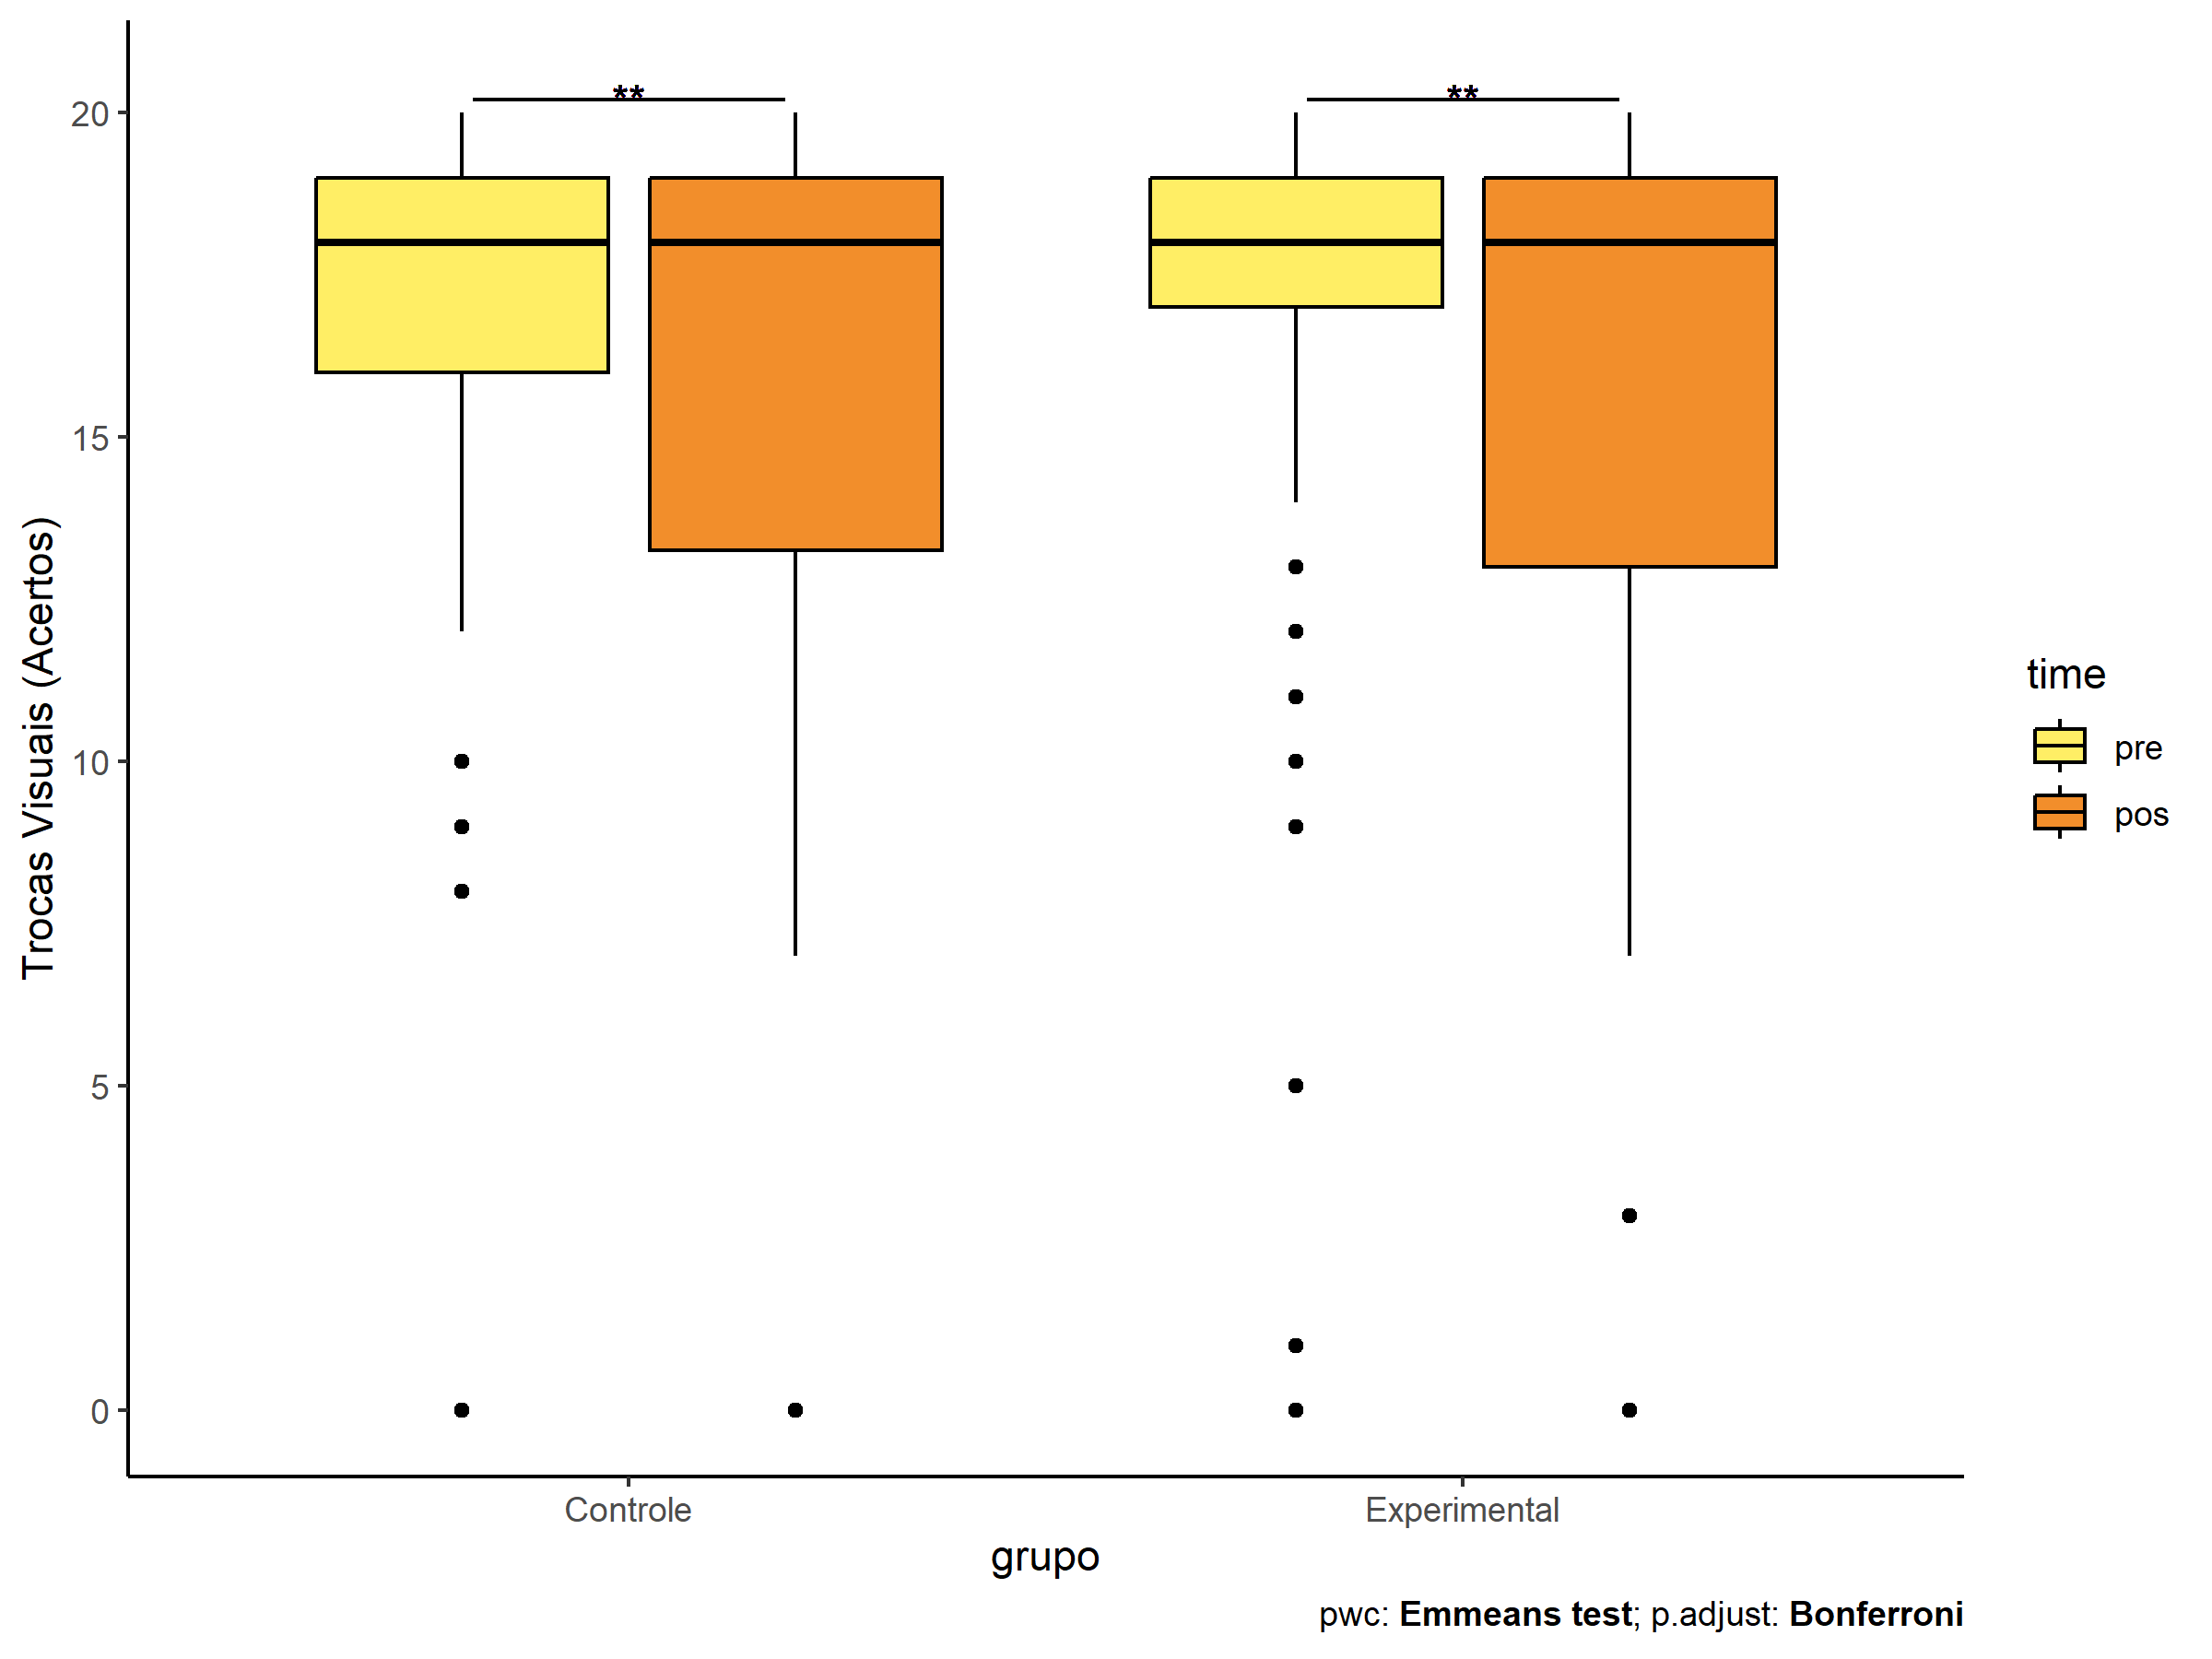 **
**
20
15
10
5
0
Trocas Visuais (Acertos)
Controle
Experimental
grupo
time
pre
pos
pwc: Emmeans test; p.adjust: Bonferroni